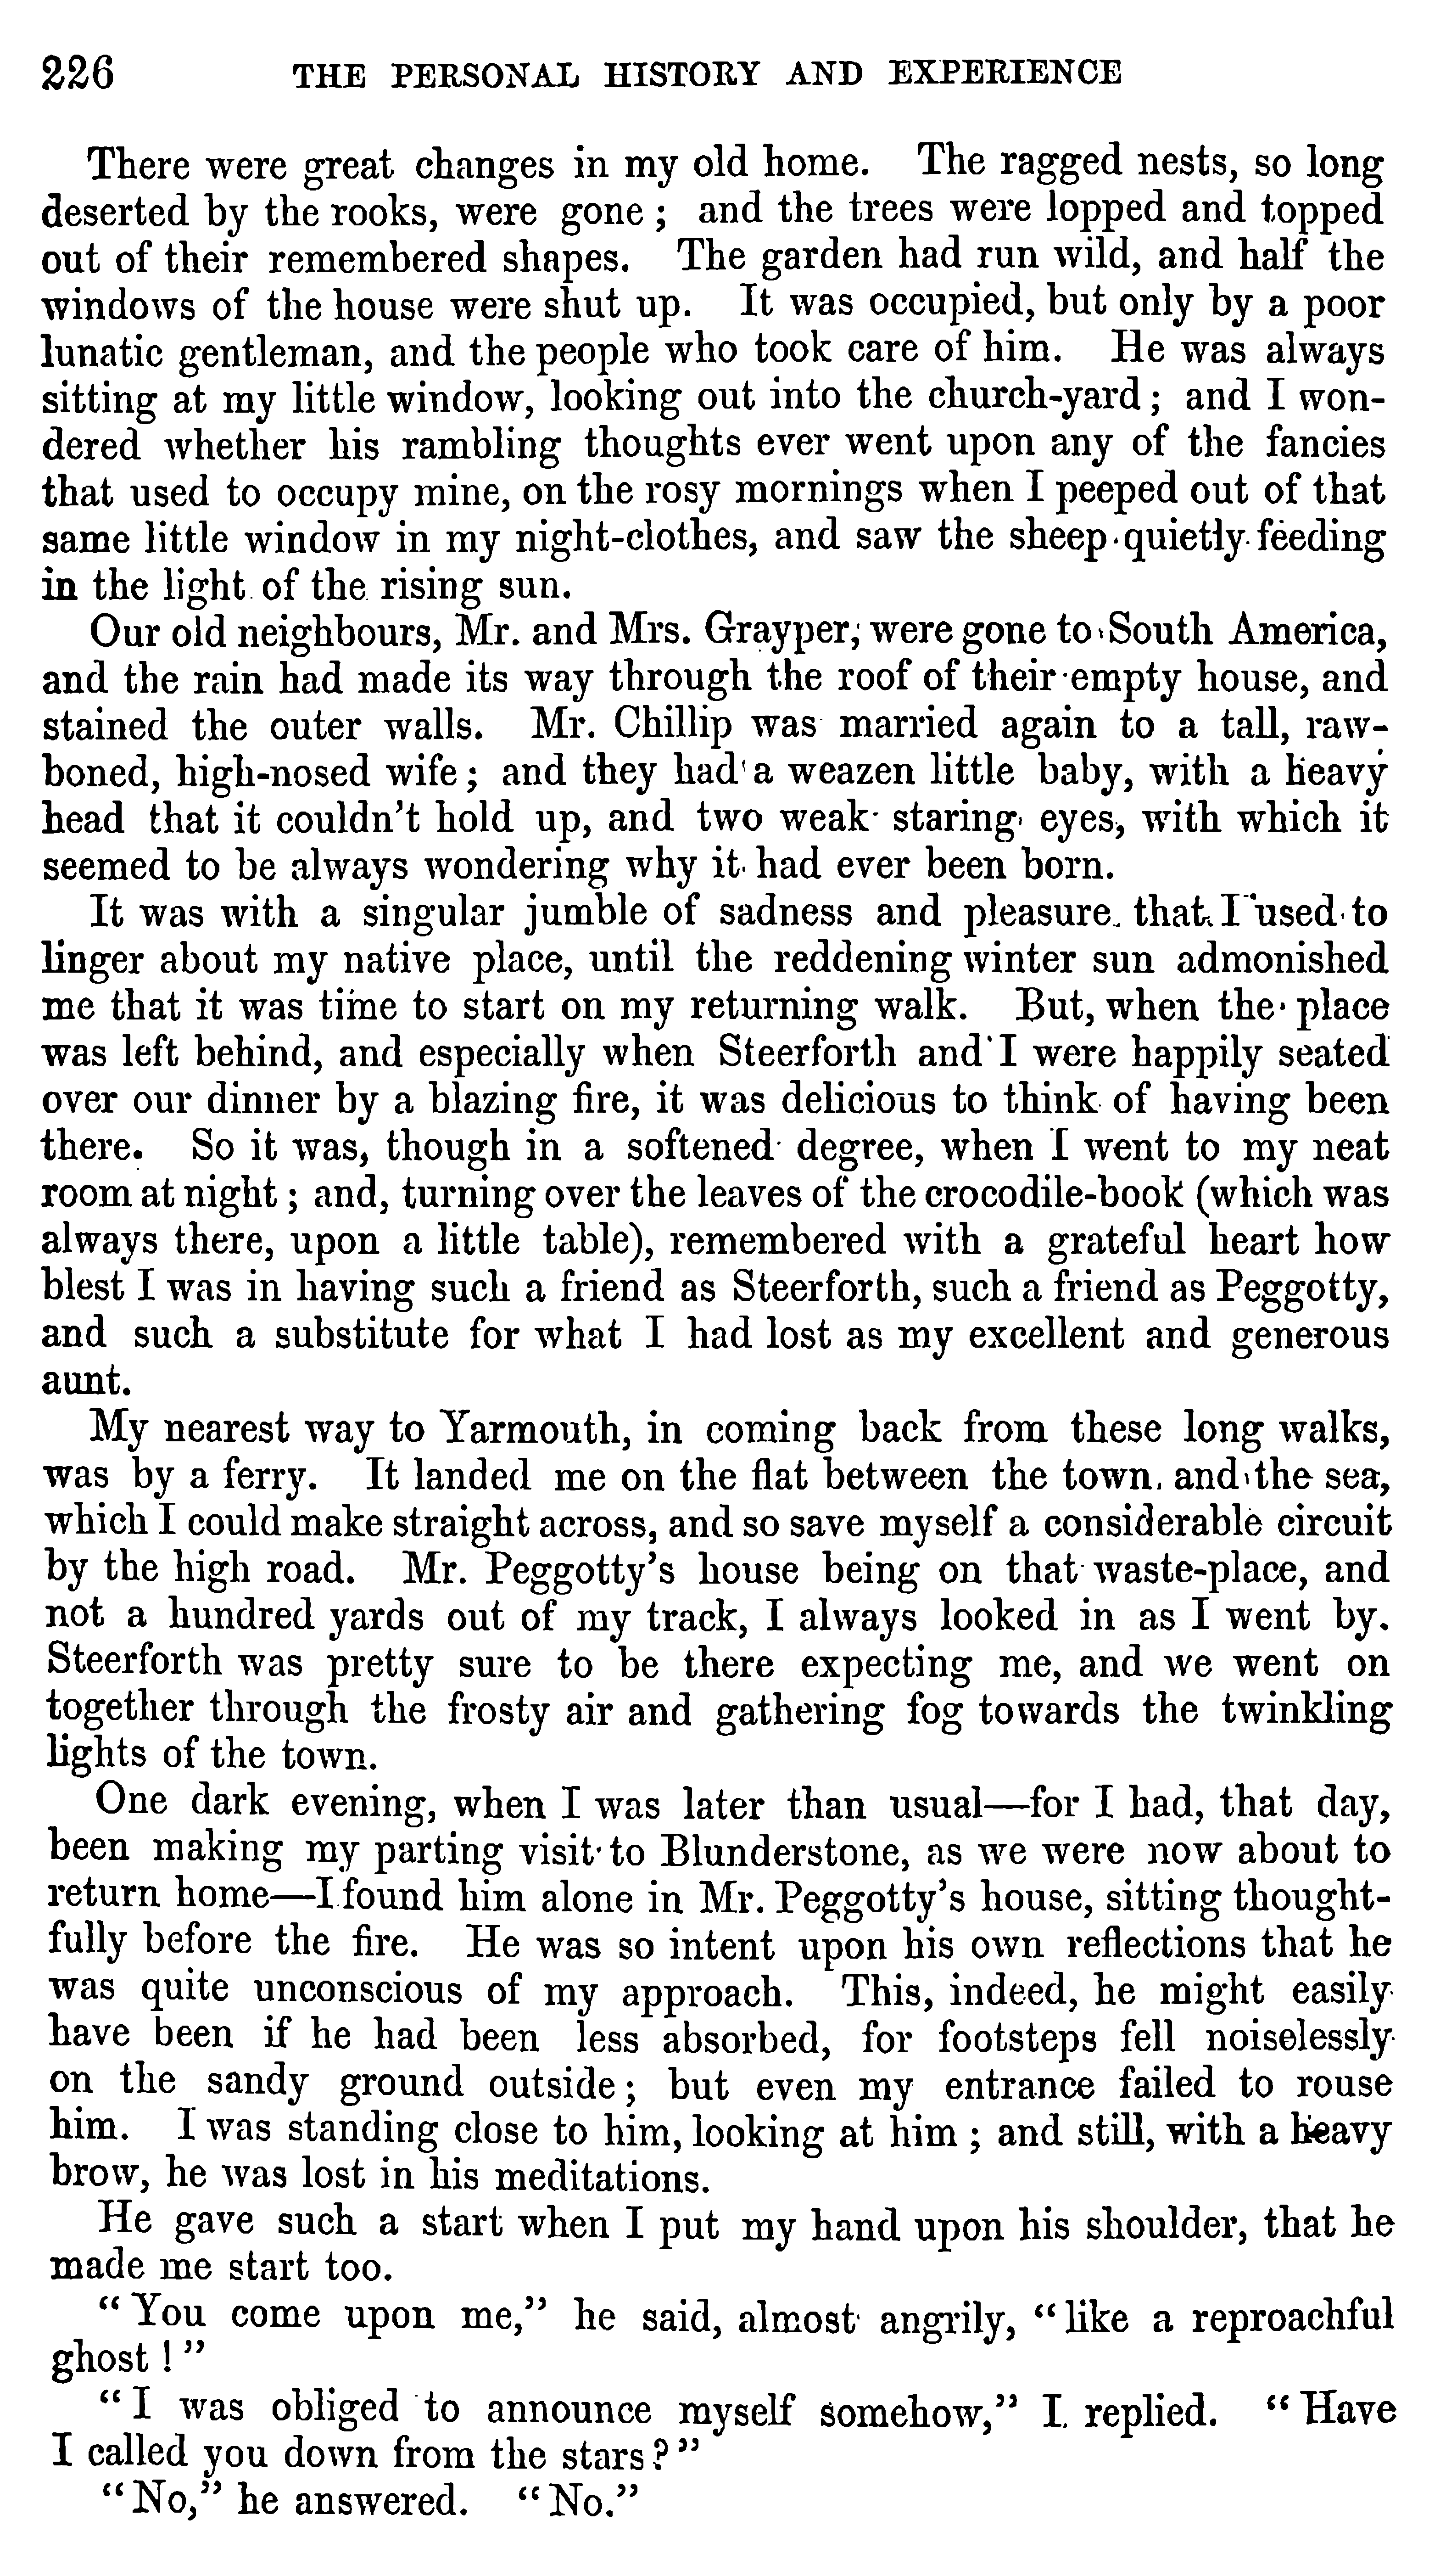 226 THE PERSONAL HISTORY AND EXPERIENCE
There were great changes in my old home. The ragged nests, so long
deserted by the rooks, were gone ; and the trees were lopped and topped
out of their remembered shapes. The garden had run wild, and half the
windows of the house were shut up. It was occupied, but only by a poor
lunatic gentleman, and the people who took care of him. He was always
sitting at my little window, looking out into the church-yard ; and I won-
dered whether his rambling thoughts ever went upon any of the fancies
that used to occupy mine, on the rosy mornings when I peeped out of that
same little window in my night-clothes, and saw the sheep quietly feeding
in the light of the rising sun.
Our old neighbours, Mr. and Mrs. Grayper, were gone to South America,
and the rain had made its way through the roof of their empty house, and
stained the outer walls. Mr. Chillip was married again to a tall, raw-
boned, high-nosed wife ; and they had a weazen little baby, with a heavy
head that it couldn't hold up, and two weak staring eyes, with which it
seemed to be always wondering why it had ever been born.
It was with a singular jumble of sadness and pleasure that I used to
linger about my native place, until the reddening winter sun admonished
me that it was time to start on my returning walk. But, when the place
was left behind, and especially when Steerforth and I were happily seated
over our dinner by a blazing fire, it was delicious to think of having been
there. So it was, though in a softened degree, when I went to my neat
room at night ; and, turning over the leaves of the crocodile-book (which was
always there, upon a little table), remembered with a grateful heart how
blest I was in having such a friend as Steerforth, such a friend as Peggotty,
and such a substitute for what I had lost as my excellent and generous
aunt.
My nearest way to Yarmouth, in coming back from these long walks,
was by a ferry. It landed me on the flat between the town and the sea,
which I could make straight across, and so save myself a considerable circuit
by the high road. Mr. Peggotty's house being on that waste-place, and
not a hundred yards out of my track, I always looked in as I went by.
Steerforth was pretty sure to be there expecting me, and we went on
together through the frosty air and gathering fog towards the twinkling
lights of the town.
One dark evening, when I was later than usual—for I had, that day,
been making my parting visit to Blunderstone, as we were now about to
return home—I found him alone in Mr. Peggotty's house, sitting thought-
fully before the fire. He was so intent upon his own reflections that he
was quite unconscious of my approach. This, indeed, he might easily
have been if he had been less absorbed, for footsteps fell noiselessly
on the sandy ground outside ; but even my entrance failed to rouse
him. I was standing close to him, looking at him ; and still, with a heavy
brow, he was lost in his meditations.
He gave such a start when I put my hand upon his shoulder, that he
made me start too.
“ You come upon me,” he said, almost angrily, “ like a reproachful
ghost ! ”
“ I was obliged to announce myself somehow,” I replied. “ Have
I called you down from the stars ? ”
“ No,” he answered. “ No.”